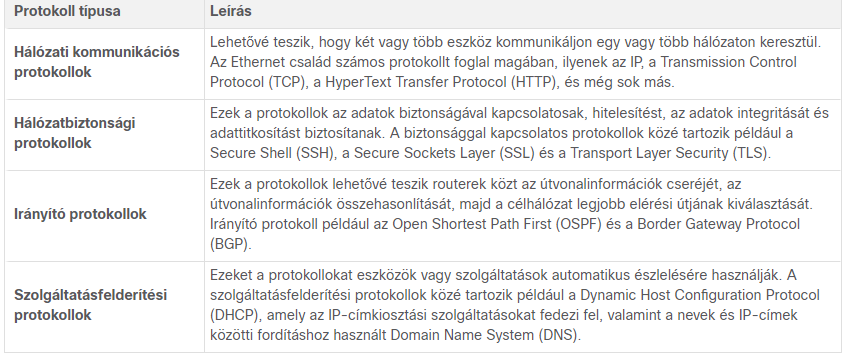 Protokoll típusa
Leírás
Hálózati kommunikációs
protokollok
Lehetővé teszik, hogy két vagy több eszköz kommunikáljon egy vagy több hálózaton keresztül.
Az Ethernet család számos protokollt foglal magában, ilyenek az IP, a Transmission Control
Protocol (TCP), a HyperText Transfer Protocol (HTTP), és még sok más.
Hálózatbiztonsági
protokollok
Ezek a protokollok az adatok biztonságával kapcsolatosak, hitelesítést, az adatok integritását és
adattitkosítást biztosítanak. A biztonsággal kapcsolatos protokollok közé tartozik például a
Secure Shell (SSH), a Secure Sockets Layer (SSL) és a Transport Layer Security (TLS).
Irányító protokollok
Ezek a protokollok lehetővé teszik routerek közt az útvonalinformációk cseréjét, az
útvonalinformációk összehasonlítását, majd a célhálózat legjobb elérési útjának kiválasztását.
Irányító protokoll például az Open Shortest Path First (OSPF) és a Border Gateway Protocol
(BGP).
Szolgáltatásfelderítési
protokollok
Ezeket a protokollokat eszközök vagy szolgáltatások automatikus észlelésére használják. A
szolgáltatásfelderítési protokollok közé tartozik például a Dynamic Host Configuration Protocol
(DHCP), amely az IP-címkiosztási szolgáltatásokat fedezi fel, valamint a nevek és IP-címek
közötti fordításhoz használt Domain Name System (DNS).